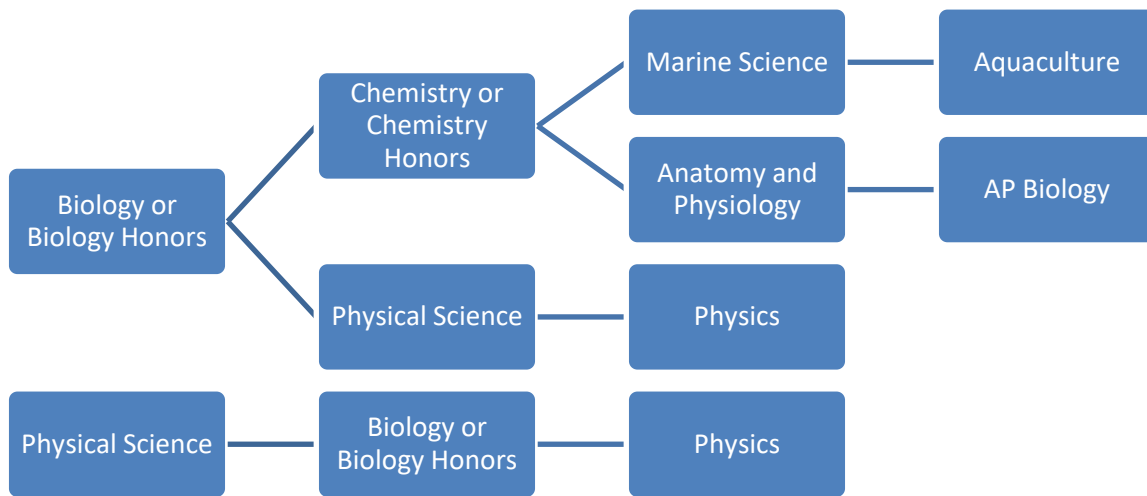 Marine Science
Aquaculture
Chemistry or
Chemistry
Honors
Anatomy and
Physiology
AP Biology
Biology or
Biology Honors
Physical Science
Physics
Physical Science
Biology or
Biology Honors
Physics